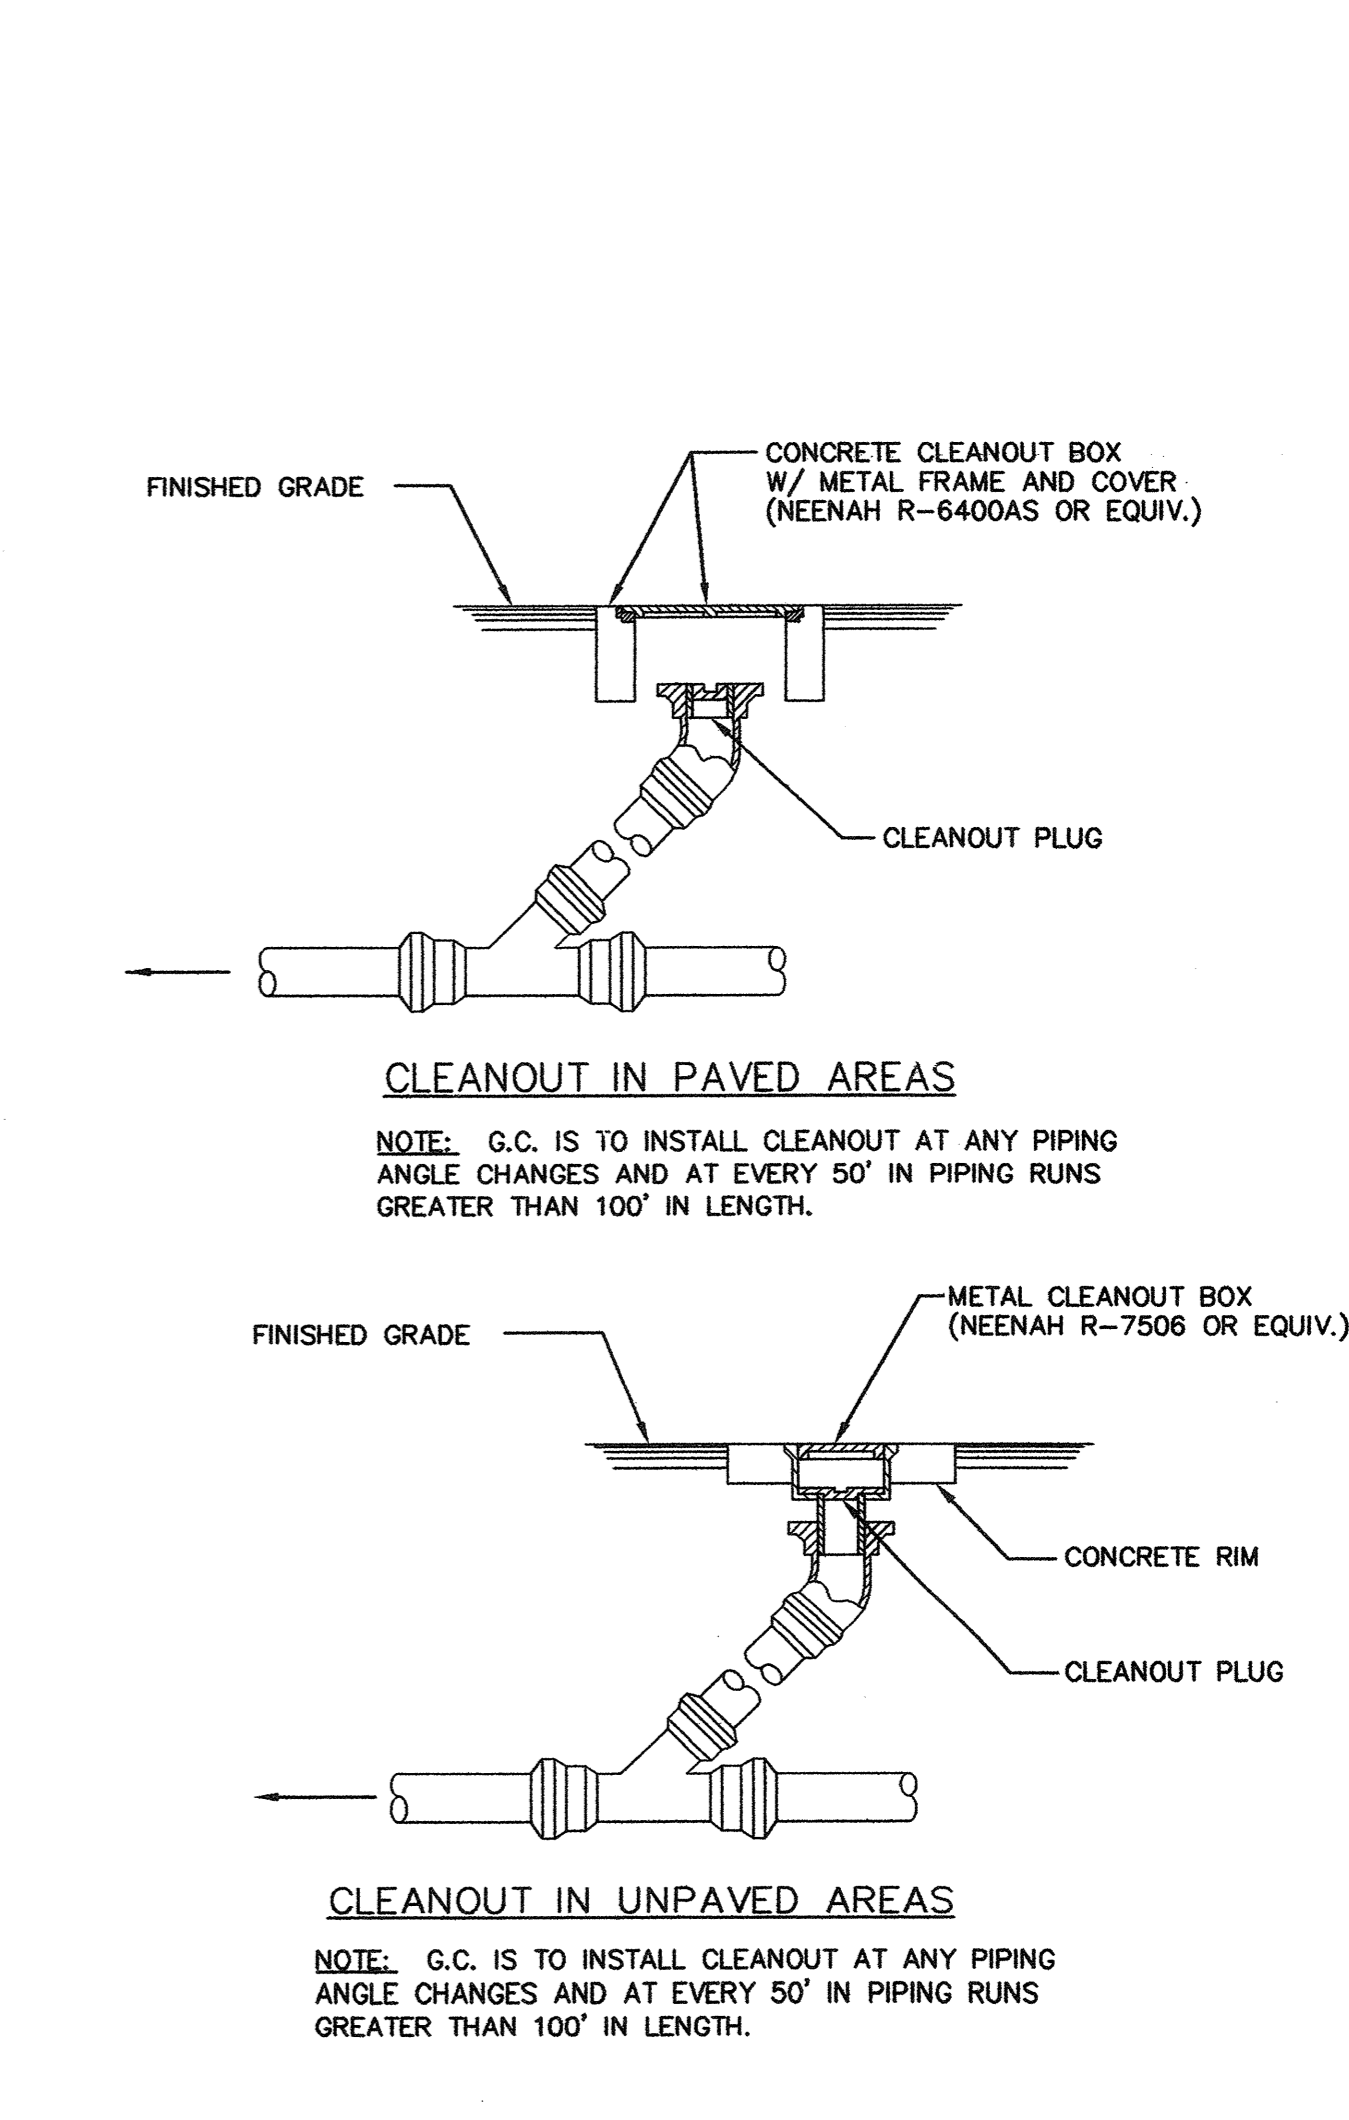 CONCRETE CLEANOUT BOX
W/ METAL FRAME AND COVER
(NEENAH R-6400AS OR EQUIV.)
FINISHED GRADE
CLEANOUT PLUG
CLEANOUT IN PAVED AREAS
NOTE: G.C. IS TO INSTALL CLEANOUT AT ANY PIPING
ANGLE CHANGES AND AT EVERY 50' IN PIPING RUNS
GREATER THAN 100' IN LENGTH.
METAL CLEANOUT BOX
(NEENAH R-7506 OR EQUIV.)
FINISHED GRADE
CONCRETE RIM
CLEANOUT PLUG
CLEANOUT IN UNPAVED AREAS
NOTE: G.C. IS TO INSTALL CLEANOUT AT ANY PIPING
ANGLE CHANGES AND AT EVERY 50' IN PIPING RUNS
GREATER THAN 100' IN LENGTH.